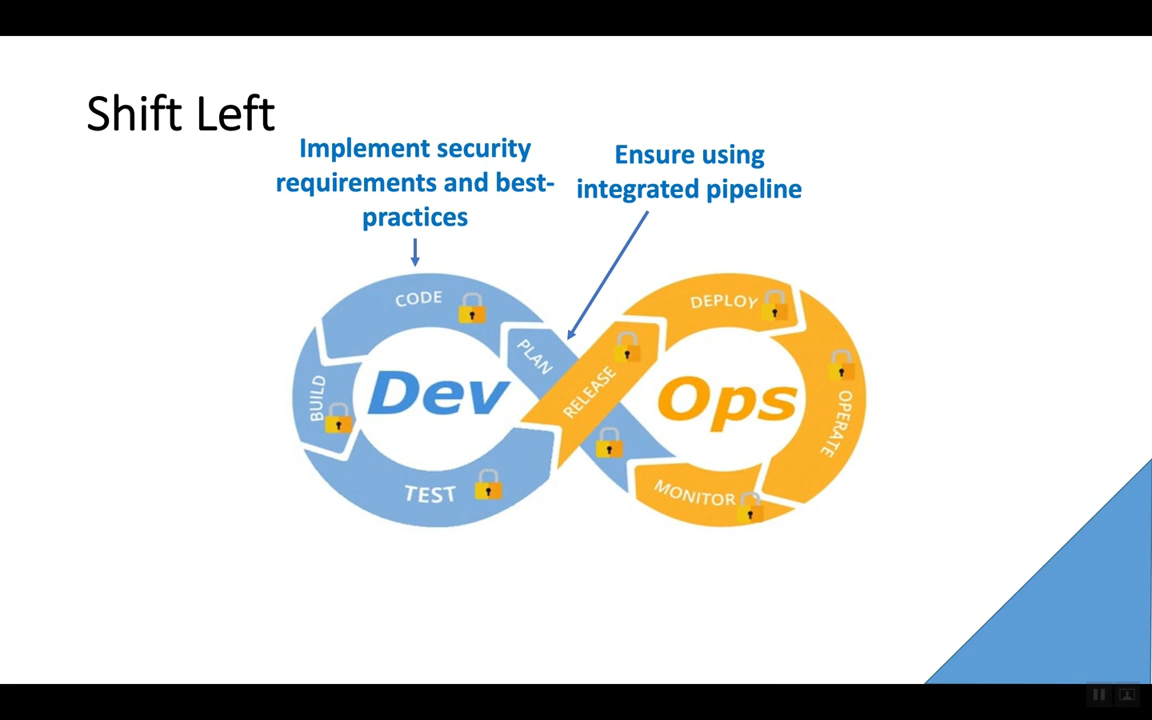 Shift Left
Implement security
requirements and best-
practices
Ensure using
integrated pipeline
CODE
PLAN
BUILD
TEST
Dev
RELEASE
DEPLOY
OPERATE
MONITOR
Ops